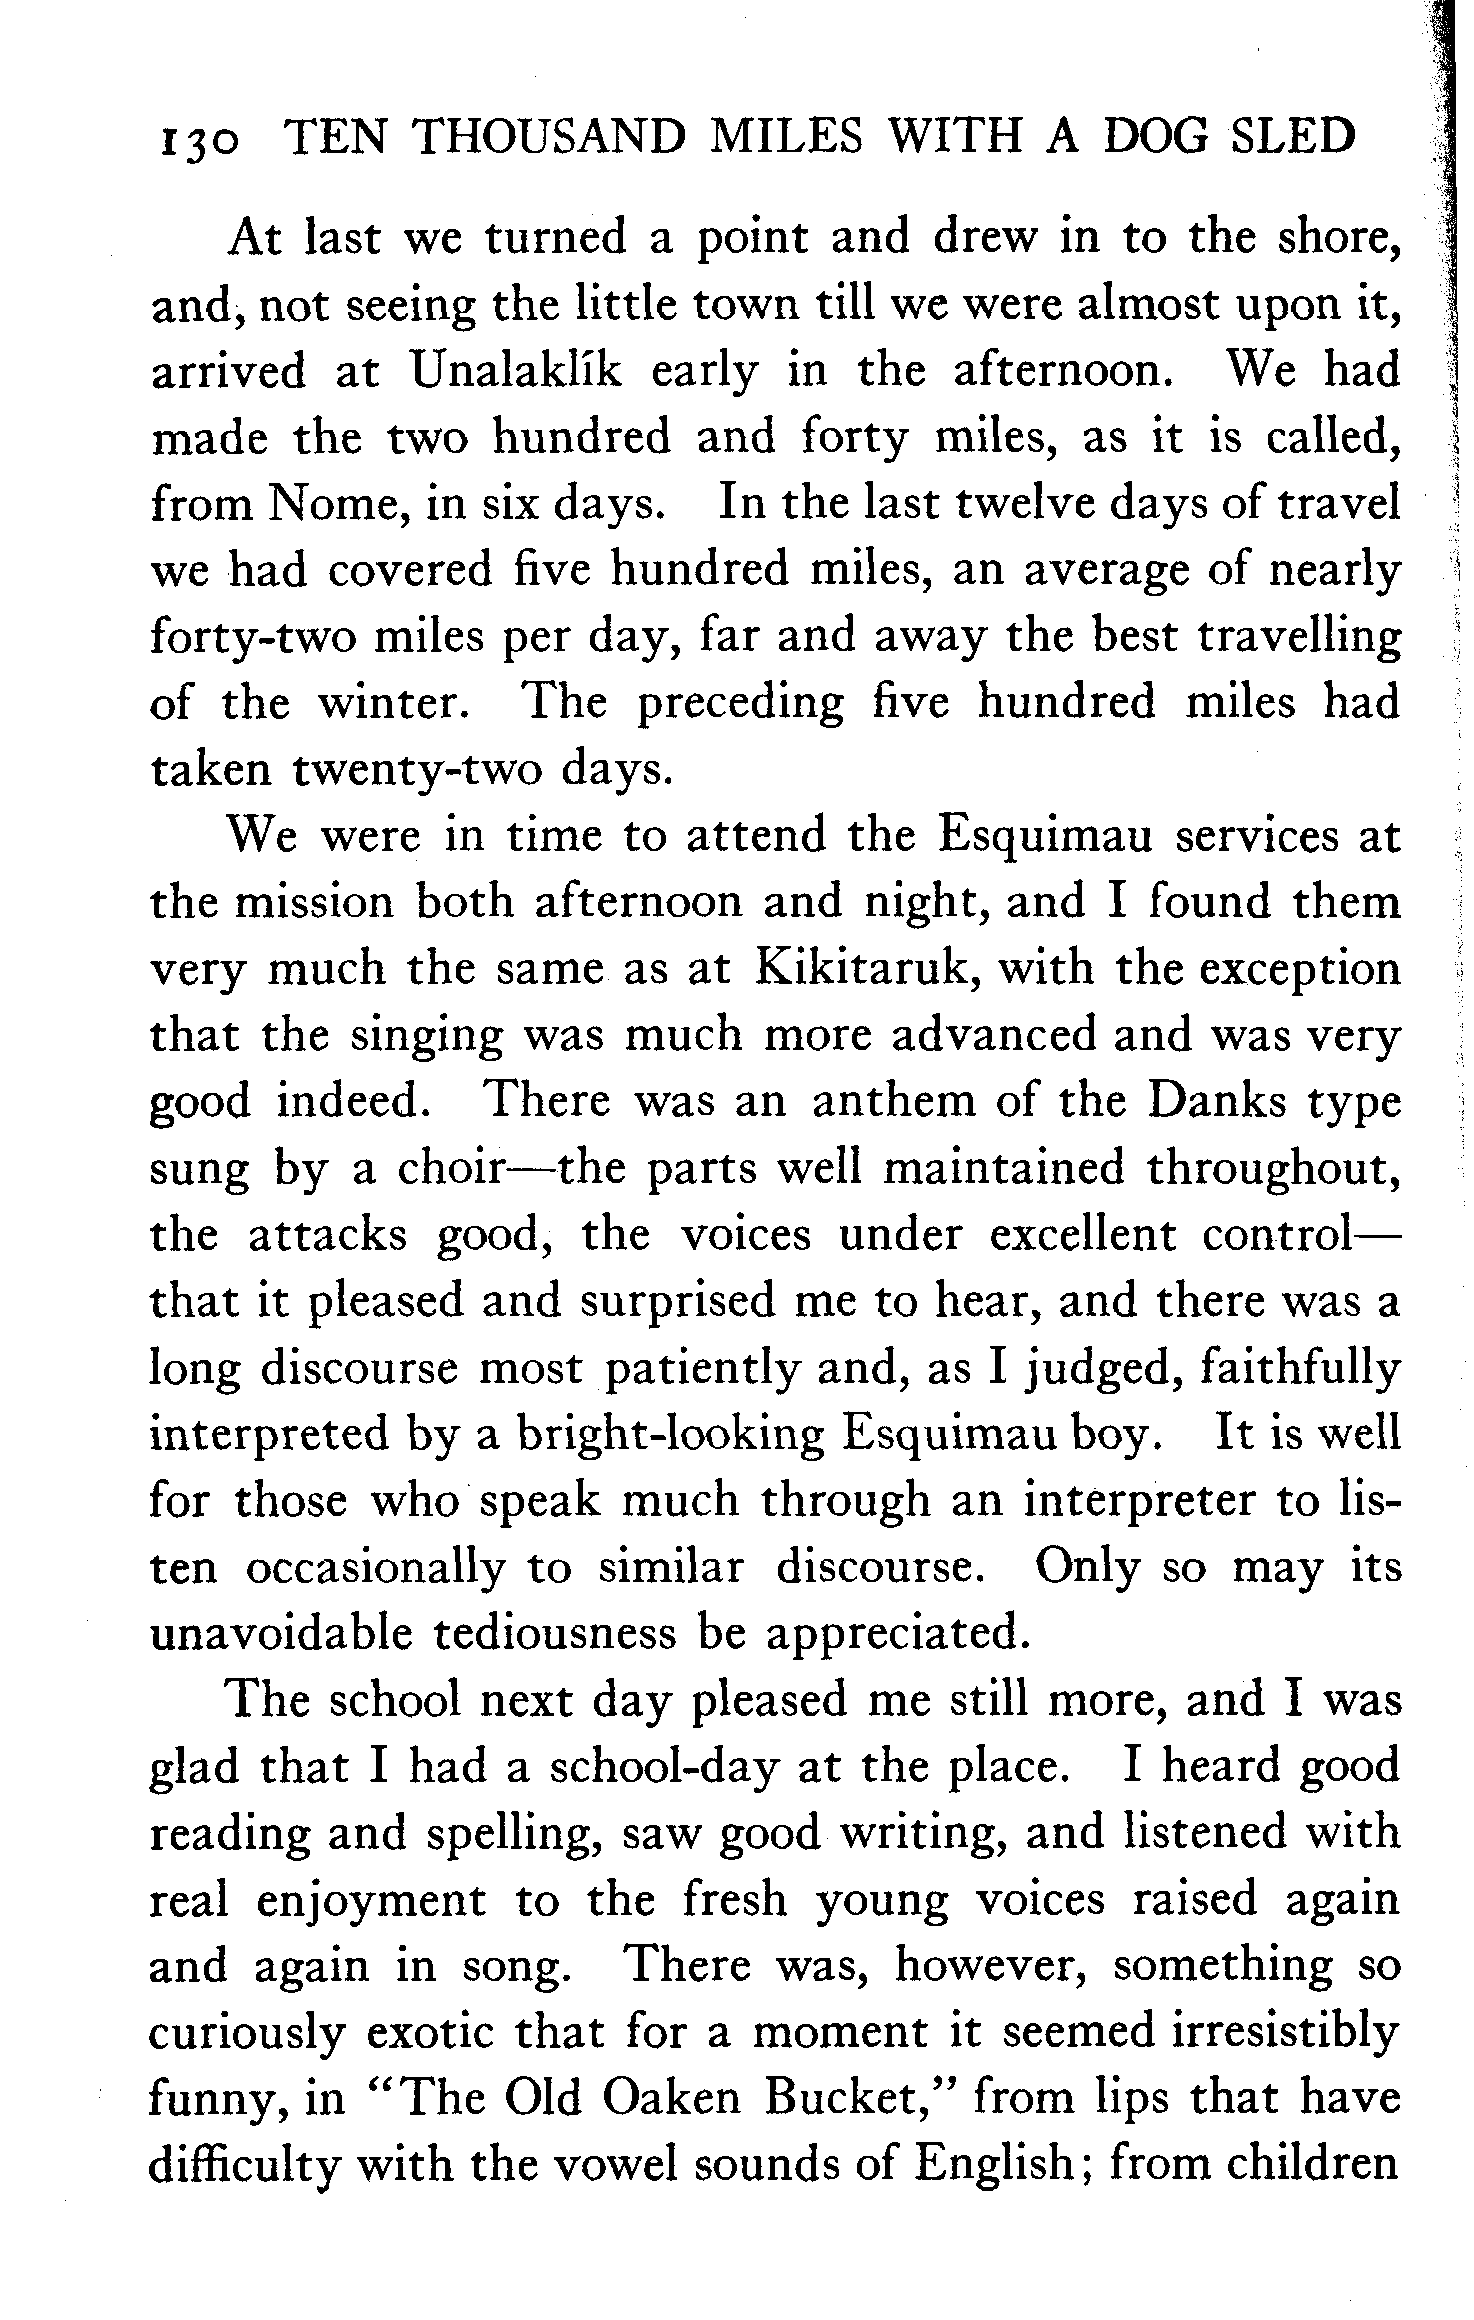 130 TEN THOUSAND MILES WITH A DOG SLED
At last we turned a point and drew in to the shore,
and, not seeing the little town till we were almost upon it,
arrived at Unalaklík early in the afternoon. We had
made the two hundred and forty miles, as it is called,
from Nome, in six days. In the last twelve days of travel
we had covered five hundred miles, an average of nearly
forty-two miles per day, far and away the best travelling
of the winter. The preceding five hundred miles had
taken twenty-two days.
We were in time to attend the Esquimau services at
the mission both afternoon and night, and I found them
very much the same as at Kikitaruk, with the exception
that the singing was much more advanced and was very
good indeed. There was an anthem of the Danks type
sung by a choir—the parts well maintained throughout,
the attacks good, the voices under excellent control—
that it pleased and surprised me to hear, and there was a
long discourse most patiently and, as I judged, faithfully
interpreted by a bright-looking Esquimau boy. It is well
for those who speak much through an interpreter to lis-
ten occasionally to similar discourse. Only so may its
unavoidable tediousness be appreciated.
The school next day pleased me still more, and I was
glad that I had a school-day at the place. I heard good
reading and spelling, saw good writing, and listened with
real enjoyment to the fresh young voices raised again
and again in song. There was, however, something so
curiously exotic that for a moment it seemed irresistibly
funny, in "The Old Oaken Bucket," from lips that have
difficulty with the vowel sounds of English; from children